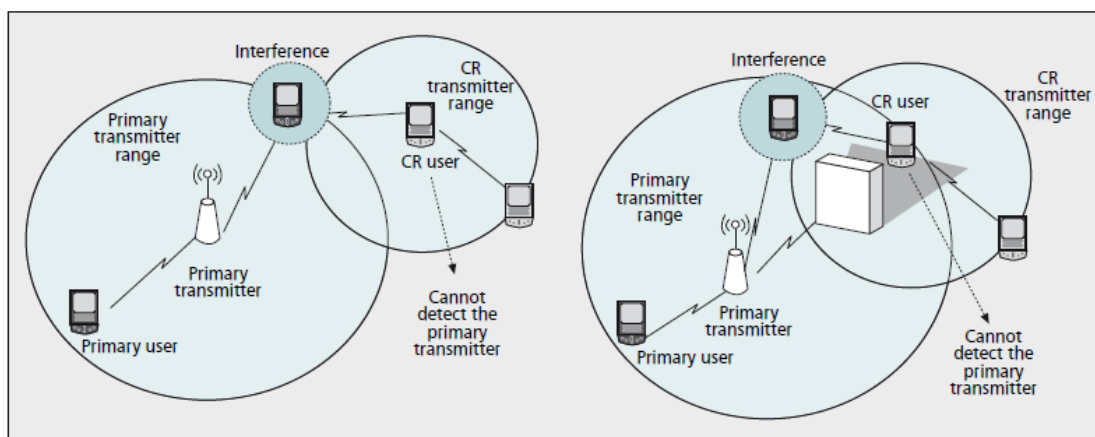 Interference
CR
transmitter
range
Primary
transmitter
range
CR user
Primary
transmitter
Cannot
detect the
primary
transmitter
Primary user
Interference
CR
transmitter
range
CR user
Primary
transmitter
range
Primary
transmitter
Primary user
Cannot
detect the
primary
transmitter